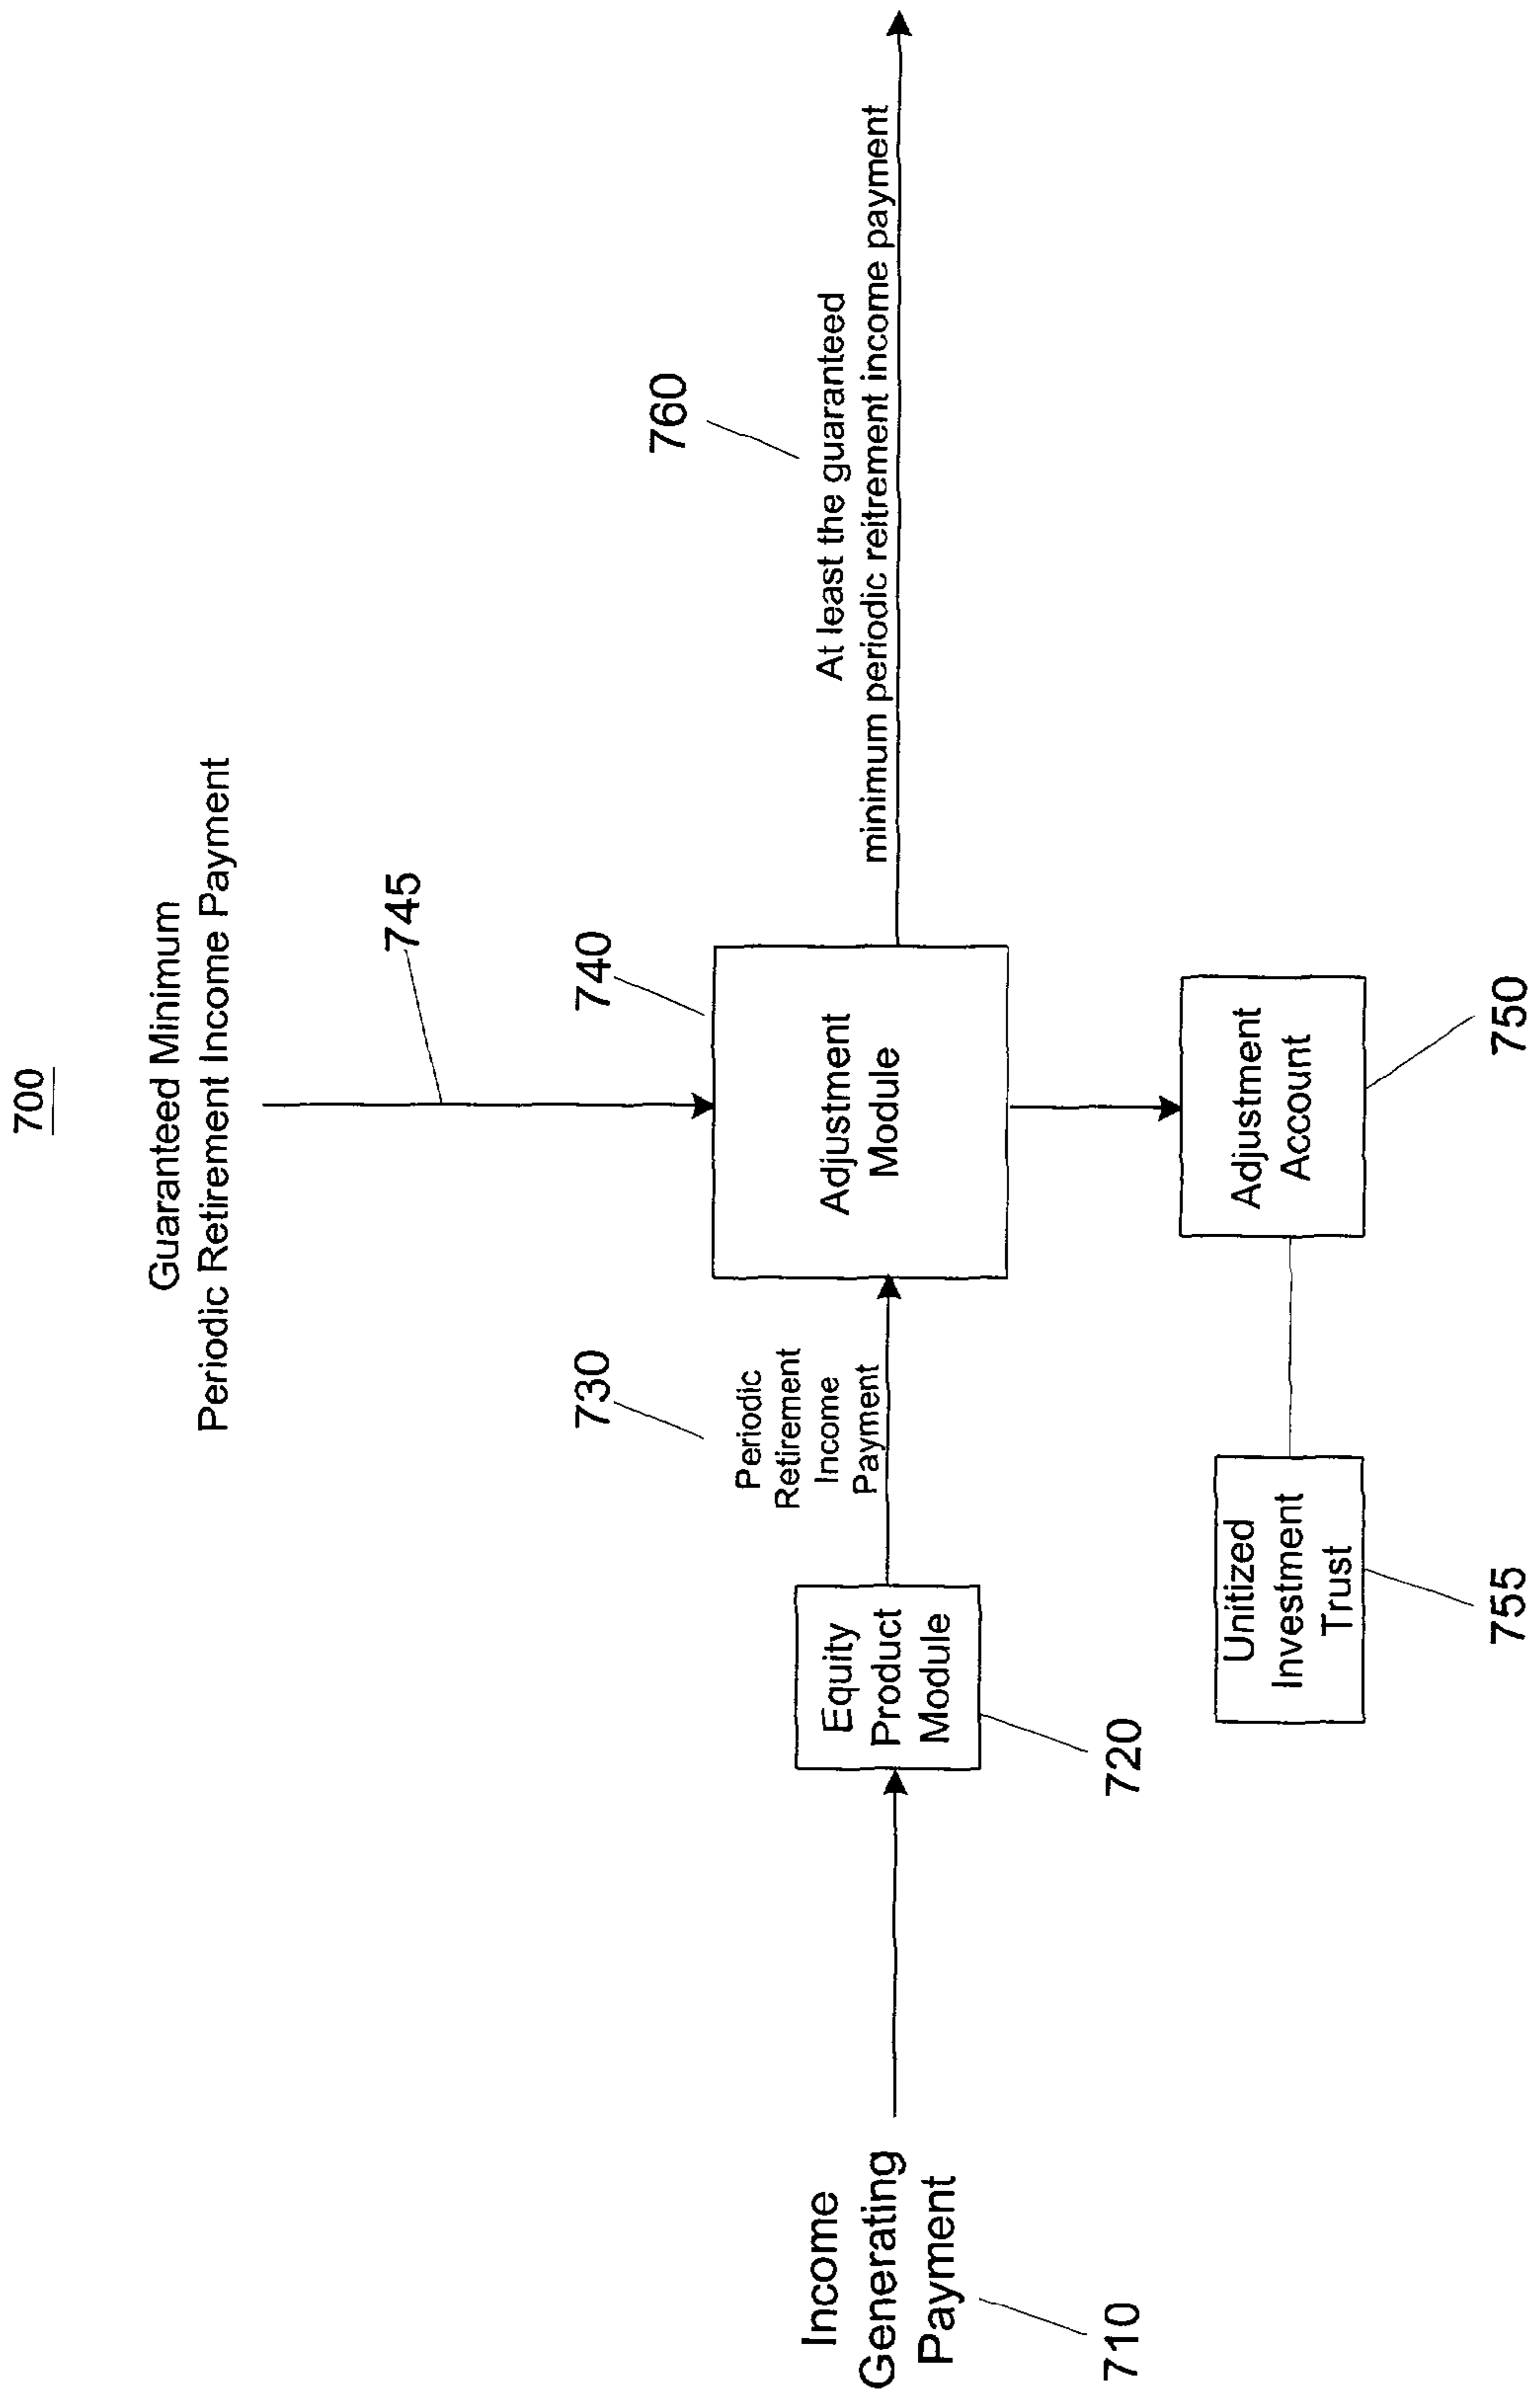 700
Guaranteed Minimum
Periodic Retirement Income Payment
745
740
730
760
At least the guaranteed
minimum periodic reitrement income payment
Periodic
Retirement
Income
Payment
Adjustment
Module
Equity
Product
Module
720
Income
Generating
Payment
710
Adjustment
Account
750
Unitized
Investment
Trust
755